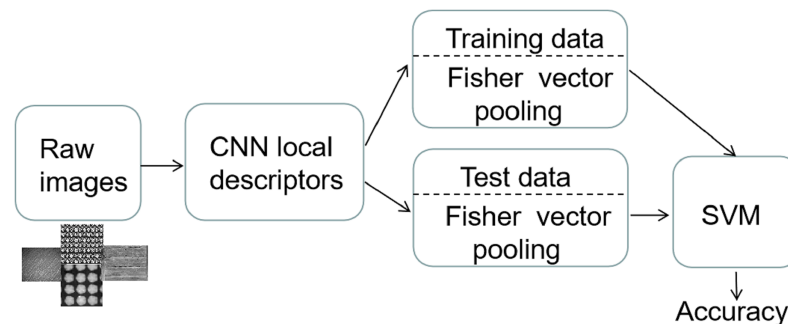 Raw
images
CNN local
descriptors
Training data
Fisher vector
pooling
Test data
Fisher vector
pooling
SVM
Accuracy